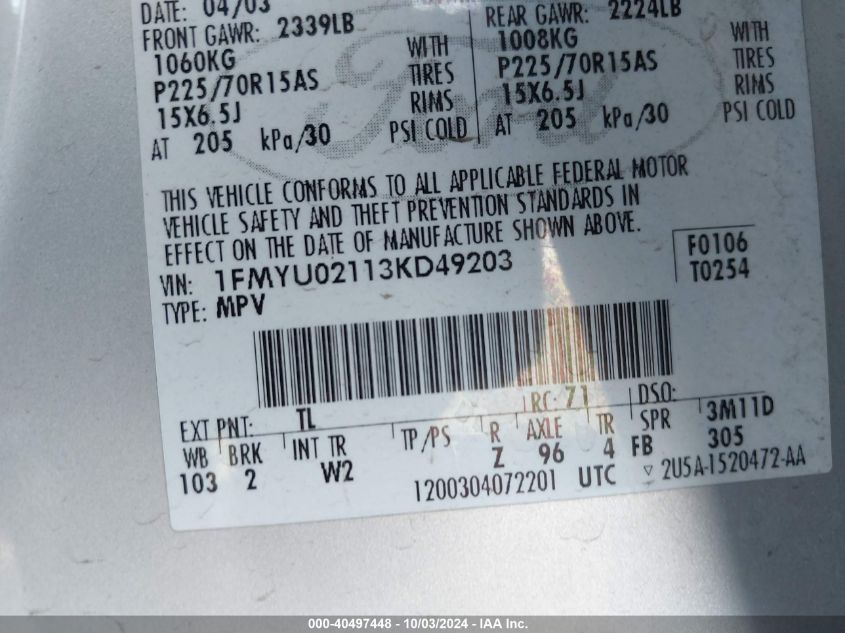 DATE: 04/03
FRONT GAWR: 2339LB
1060KG WITH
P225/70R15AS TIRES
15X6.5J RIMS
AT 205 kPa/30 PSI COLD
REAR GAWR: 2224LB
1008KG WITH
P225/70R15AS TIRES
15X6.5J RIMS
AT 205 kPa/30 PSI COLD
Ford
THIS VEHICLE CONFORMS TO ALL APPLICABLE FEDERAL MOTOR
VEHICLE SAFETY AND THEFT PREVENTION STANDARDS IN
EFFECT ON THE DATE OF MANUFACTURE SHOWN ABOVE.
VIN: 1FMYU02113KD49203
TYPE: MPV
F0106
T0254
EXT PNT: TL RC: 71 DSO:
WB BRK INT TR TP/PS R AXLE TR SPR 3M11D
103 2 W2 Z 96 4 FB 305
1200304072201 UTC ▽ 2U5A-1520472-AA
000-40497448 - 10/03/2024 - IAA Inc.